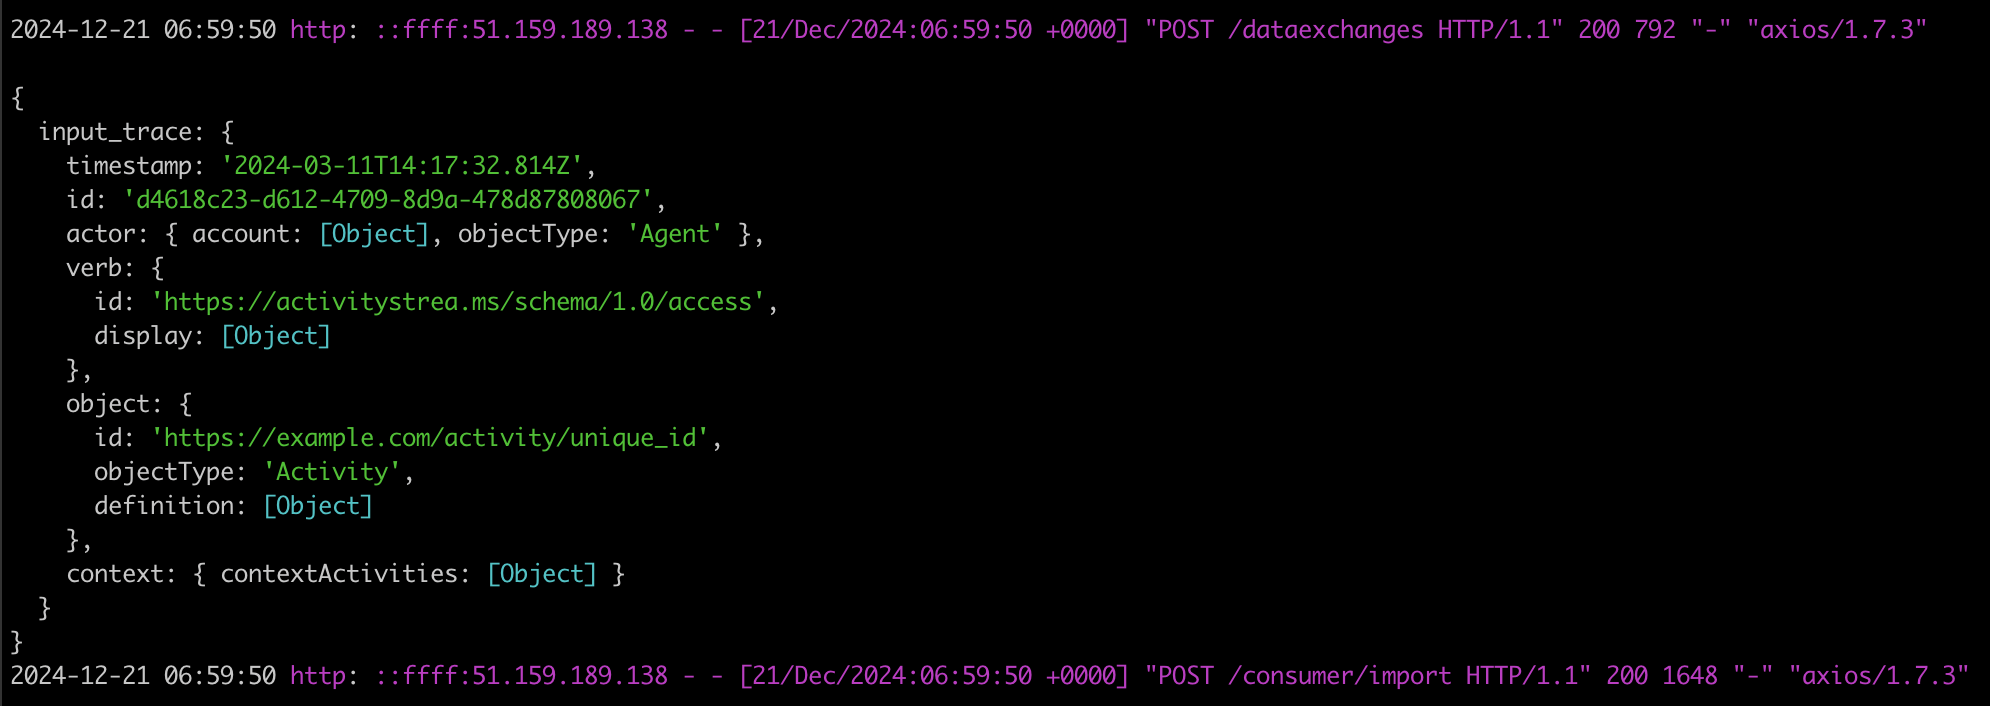 2024-12-21 06:59:50 http: ::ffff:51.159.189.138 - - [21/Dec/2024:06:59:50 +0000] "POST /dataexchanges HTTP/1.1" 200 792 "-" "axios/1.7.3"
{
  input_trace: {
    timestamp: '2024-03-11T14:17:32.814Z',
    id: 'd4618c23-d612-4709-8d9a-478d87808067',
    actor: { account: [Object], objectType: 'Agent' },
    verb: {
      id: 'https://activitystrea.ms/schema/1.0/access',
      display: [Object]
    },
    object: {
      id: 'https://example.com/activity/unique_id',
      objectType: 'Activity',
      definition: [Object]
    },
    context: { contextActivities: [Object] }
  }
}
2024-12-21 06:59:50 http: ::ffff:51.159.189.138 - - [21/Dec/2024:06:59:50 +0000] "POST /consumer/import HTTP/1.1" 200 1648 "-" "axios/1.7.3"